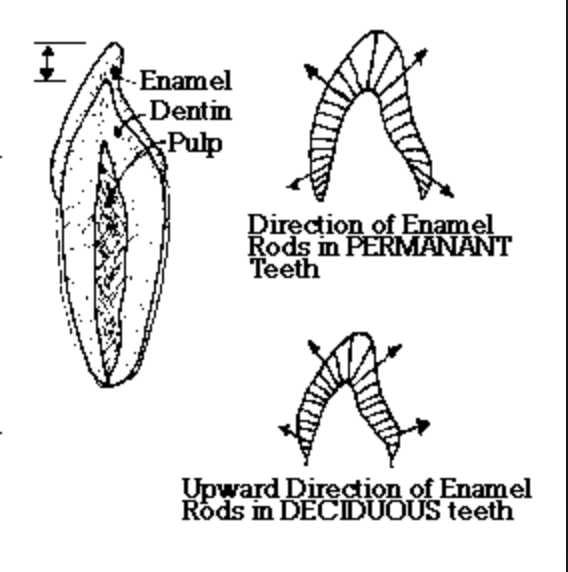 Enamel
Dentin
Pulp
Direction of Enamel
Rods in PERMANANT
Teeth
Upward Direction of Enamel
Rods in DECIDUOUS teeth